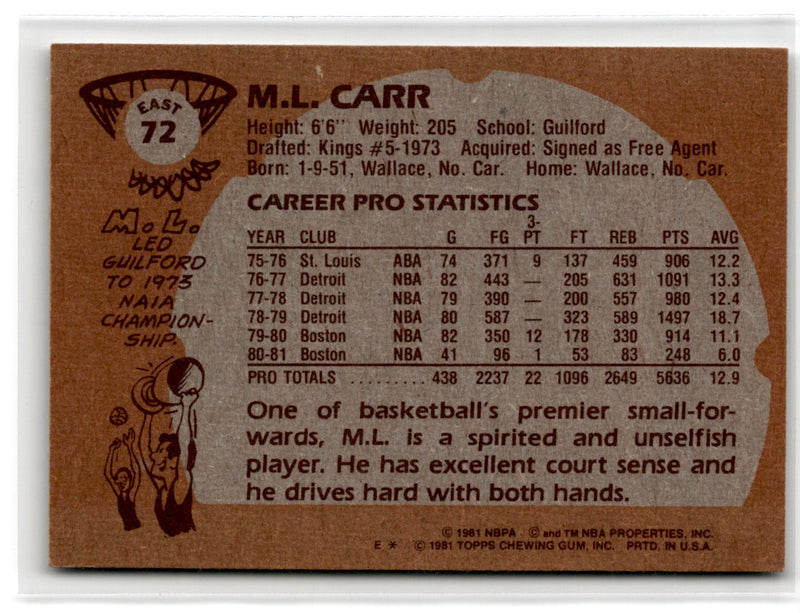 EAST
72
M.L. CARR
Height: 6'6" Weight: 205 School: Guilford
Drafted: Kings #5-1973 Acquired: Signed as Free Agent
Born: 1-9-51, Wallace, No. Car. Home: Wallace, No. Car.
M. L.
LED
GUILFORD
TO 1973
NAIA
CHAMPION-
SHIP.
CAREER PRO STATISTICS
YEAR CLUB G FG 3-PT FT REB PTS AVG
75-76 St. Louis ABA 74 371 9 137 459 906 12.2
76-77 Detroit NBA 82 443 — 205 631 1091 13.3
77-78 Detroit NBA 79 390 — 200 557 980 12.4
78-79 Detroit NBA 80 587 — 323 589 1497 18.7
79-80 Boston NBA 82 350 12 178 330 914 11.1
80-81 Boston NBA 41 96 1 53 83 248 6.0
PRO TOTALS ......... 438 2237 22 1096 2649 5636 12.9
One of basketball's premier small-for-
wards, M.L. is a spirited and unselfish
player. He has excellent court sense and
he drives hard with both hands.
© 1981 NBPA © and TM NBA PROPERTIES, INC.
E * © 1981 TOPPS CHEWING GUM, INC. PRTD. IN U.S.A.